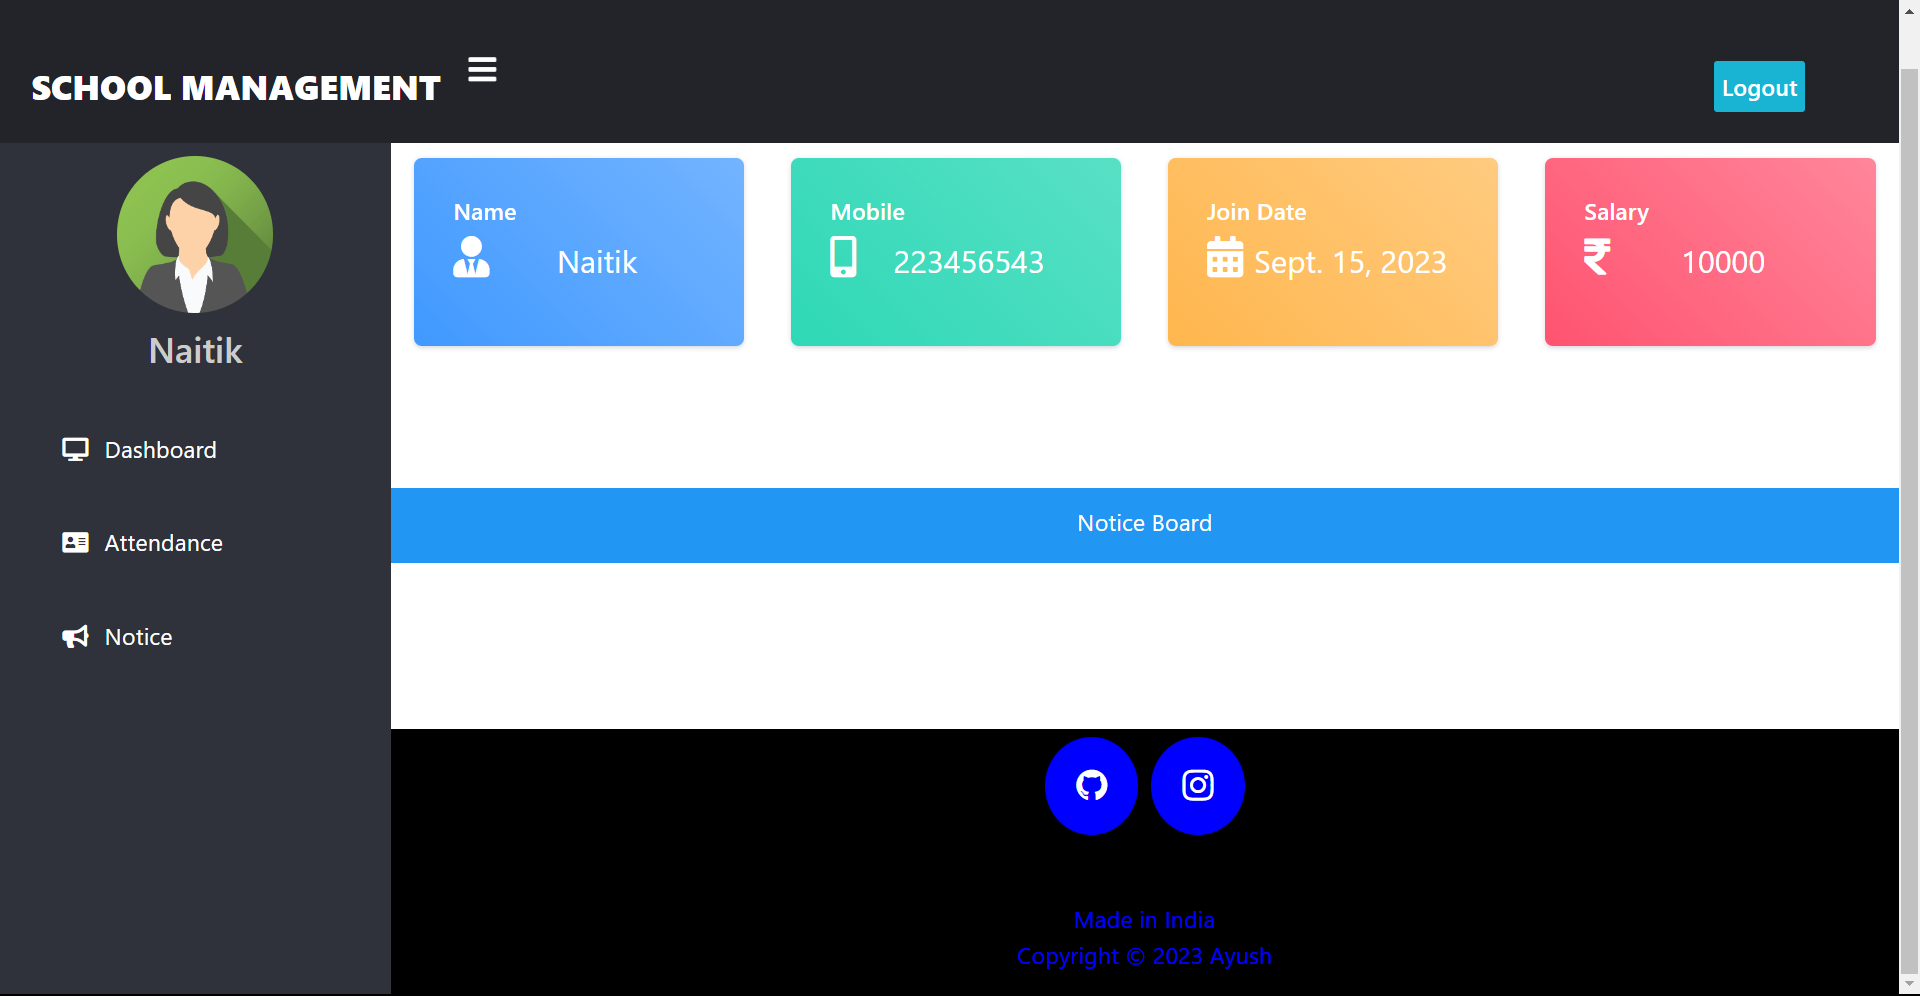 SCHOOL MANAGEMENT
Logout
Naitik
Dashboard
Attendance
Notice
Name
Naitik
Mobile
223456543
Join Date
Sept. 15, 2023
Salary
10000
Notice Board
Made in India
Copyright © 2023 Ayush